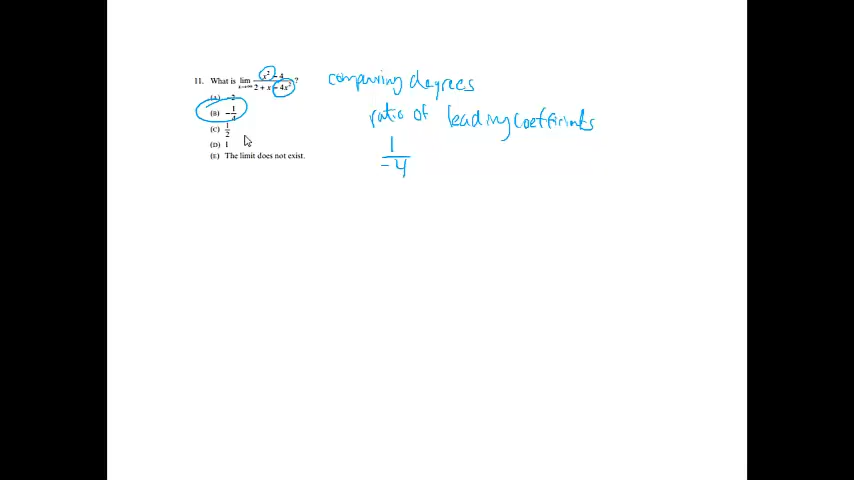 11. What is lim x→∞ (x² − 4)/(2 + x − 4x²)?
(A) −2
(B) −1/4
(C) 1/2
(D) 1
(E) The limit does not exist.
comparing degrees
ratio of leading coefficients
1
−4